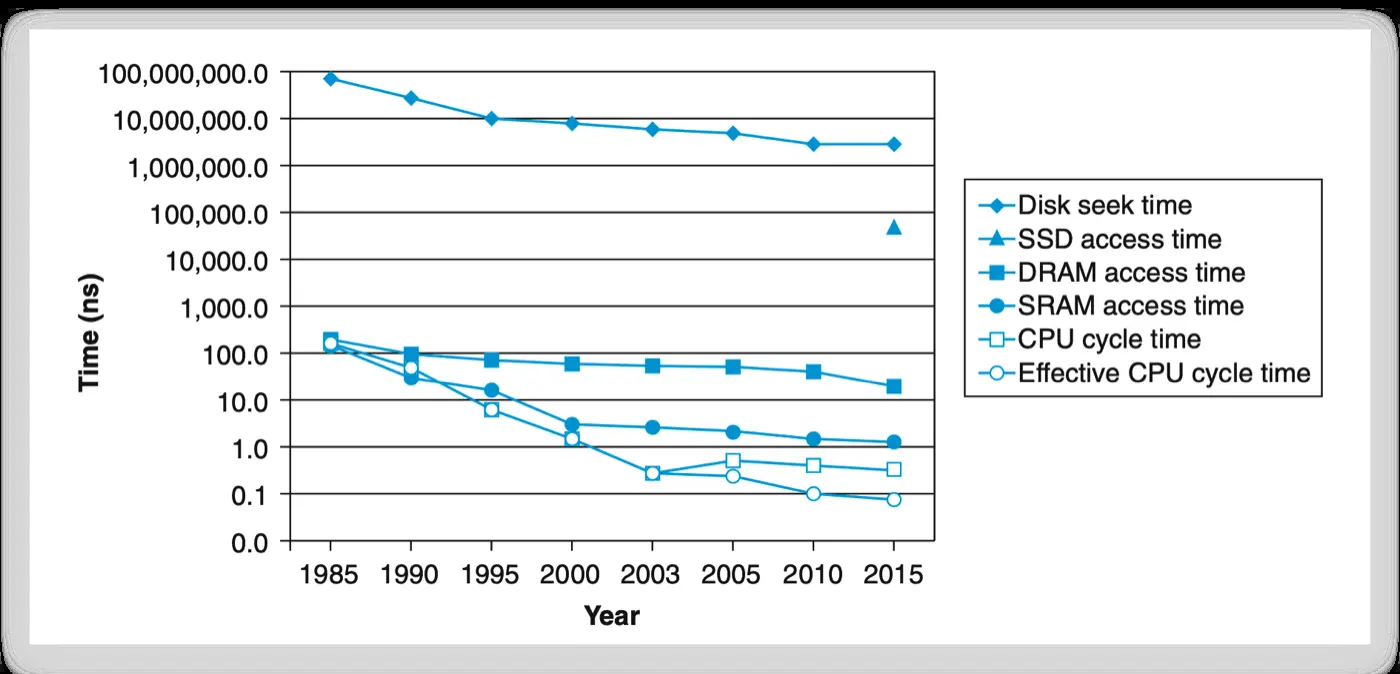 100,000,000.0
10,000,000.0
1,000,000.0
100,000.0
10,000.0
1,000.0
100.0
10.0
1.0
0.1
0.0
Time (ns)
1985 1990 1995 2000 2003 2005 2010 2015
Year
Disk seek time
SSD access time
DRAM access time
SRAM access time
CPU cycle time
Effective CPU cycle time